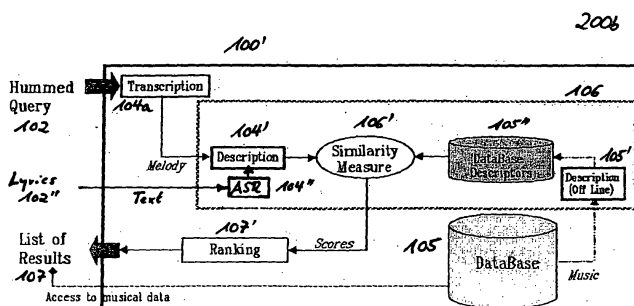 200b
100'
Hummed Query
102
Transcription
104a
106
104'
106'
105"
Melody
Description
Similarity Measure
DataBase Descriptors
105'
Description (Off Line)
Lyrics
102"
Text
ASR
104"
107'
List of Results
107
Ranking
Scores
105
DataBase
Music
Access to musical data